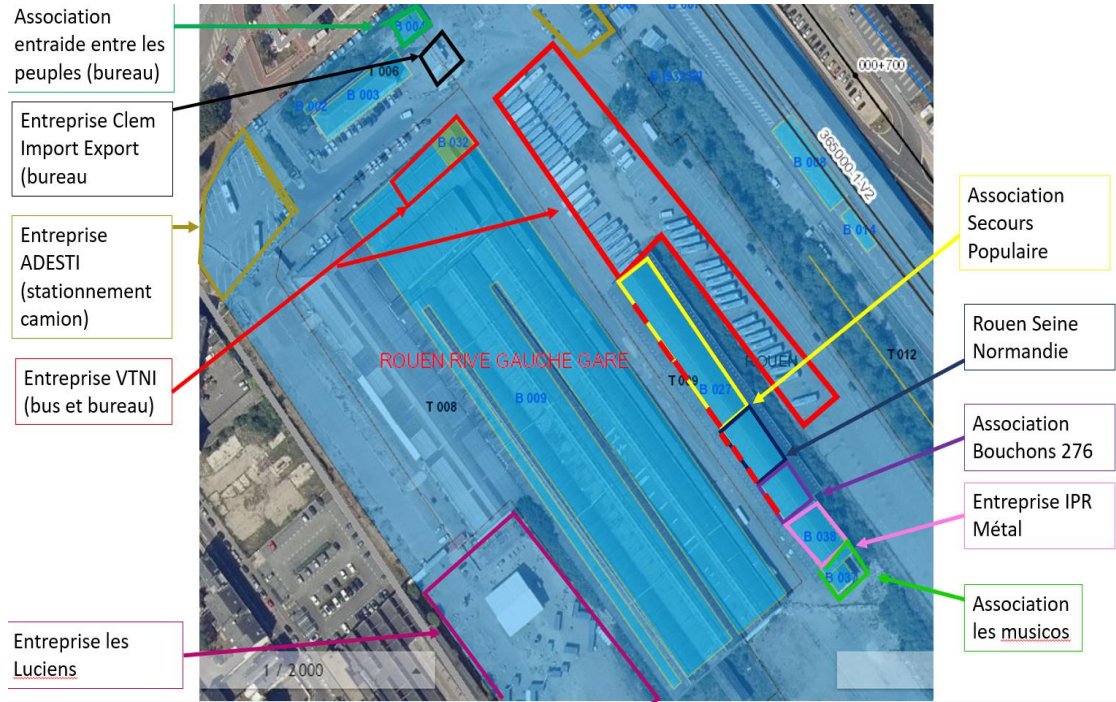 Association
entraide entre les
peuples (bureau)
Entreprise Clem
Import Export
(bureau
Entreprise
ADESTI
(stationnement
camion)
Entreprise VTNI
(bus et bureau)
Entreprise les
Luciens
B 004
T 006
B 002
B 003
B 032
000+700
365000-1-V2
B 008
B 014
ROUEN RIVE GAUCHE GARE
ROUEN
T 012
T 009
B 027
B 009
T 008
B 038
1 / 2 000
Association
Secours
Populaire
Rouen Seine
Normandie
Association
Bouchons 276
Entreprise IPR
Métal
Association
les musicos